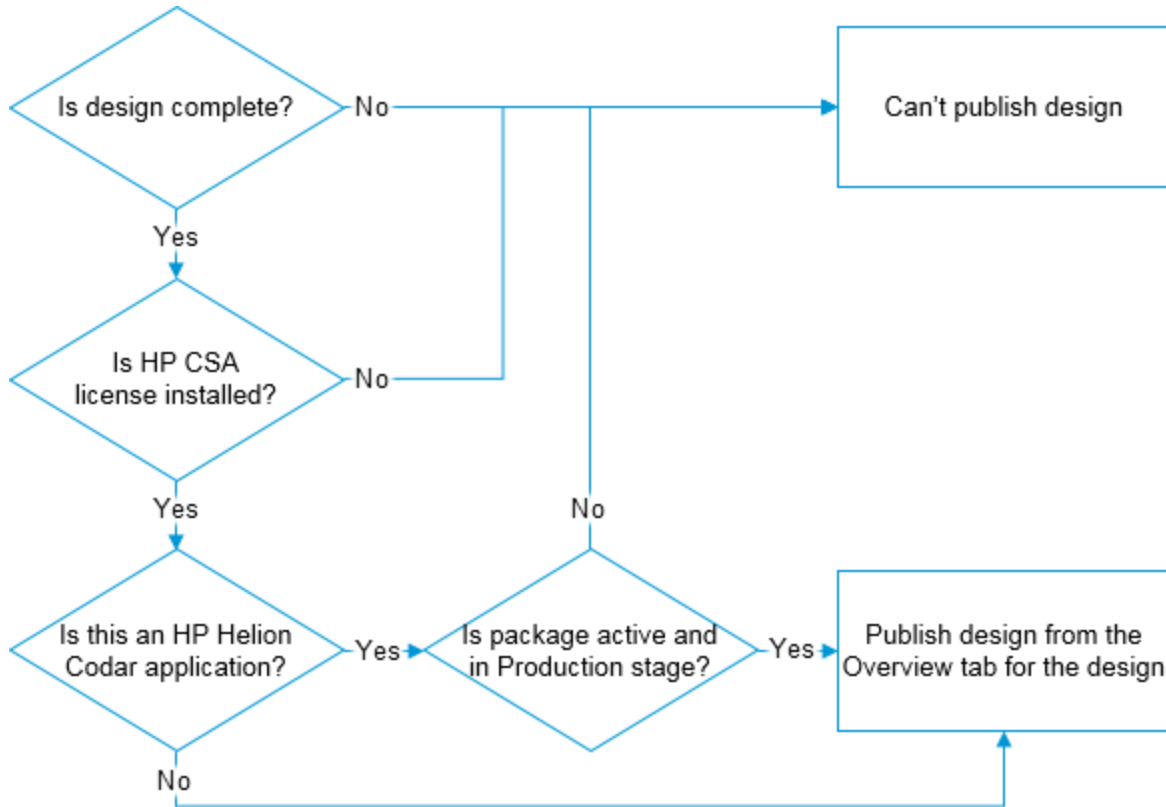 Is design complete?
No
Can't publish design
Yes
Is HP CSA
license installed?
No
Yes
No
Is this an HP Helion
Codar application?
Yes
Is package active and
in Production stage?
Yes
Publish design from the
Overview tab for the design
No